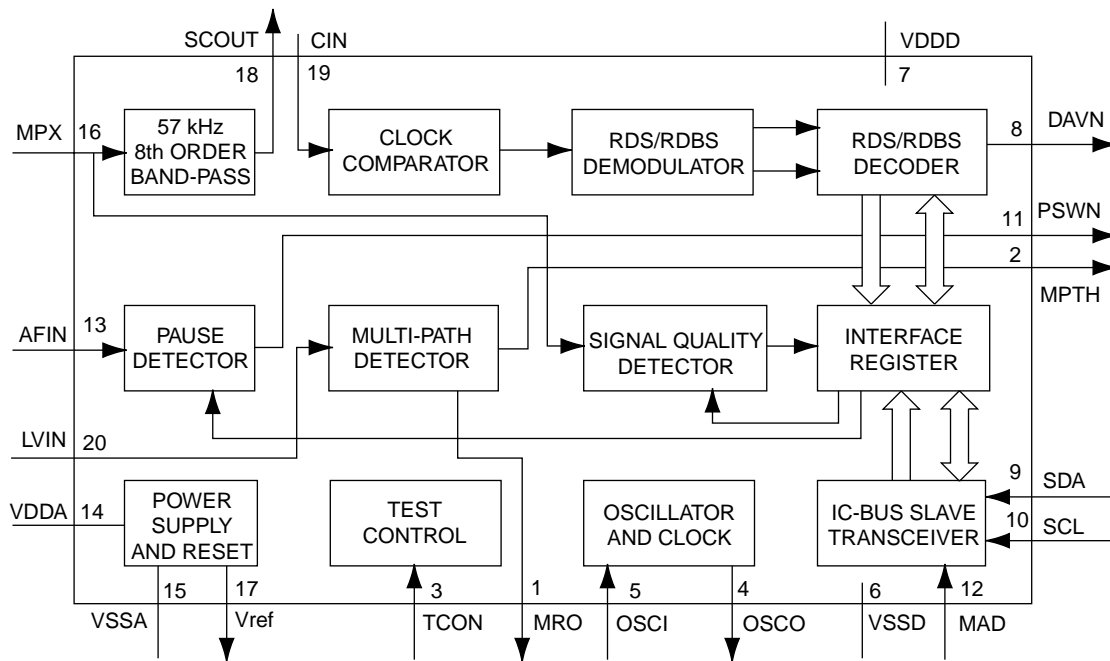 SCOUT
CIN
VDDD
18
19
7
MPX
16
57 kHz
8th ORDER
BAND-PASS
CLOCK
COMPARATOR
RDS/RDBS
DEMODULATOR
RDS/RDBS
DECODER
8
DAVN
11
PSWN
2
MPTH
AFIN
13
PAUSE
DETECTOR
MULTI-PATH
DETECTOR
SIGNAL QUALITY
DETECTOR
INTERFACE
REGISTER
LVIN
20
VDDA
14
POWER
SUPPLY
AND RESET
TEST
CONTROL
OSCILLATOR
AND CLOCK
IC-BUS SLAVE
TRANSCEIVER
9
SDA
10
SCL
15
17
3
1
5
4
6
12
VSSA
Vref
TCON
MRO
OSCI
OSCO
VSSD
MAD